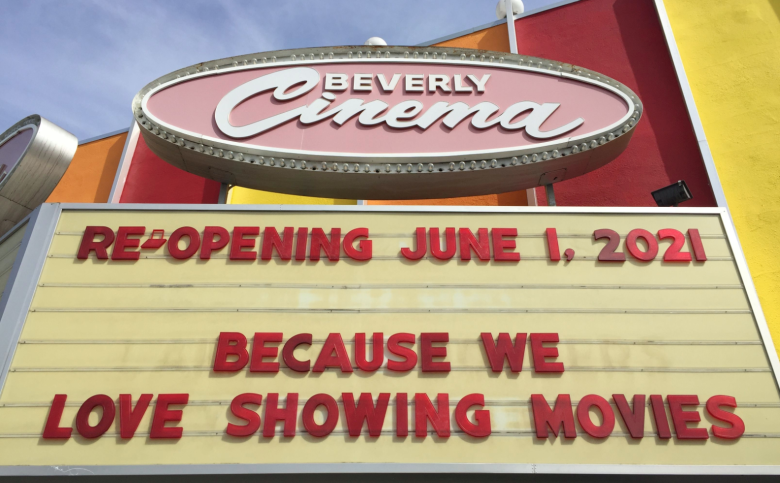 BEVERLY
Cinema
RE-OPENING JUNE 1, 2021
BECAUSE WE
LOVE SHOWING MOVIES